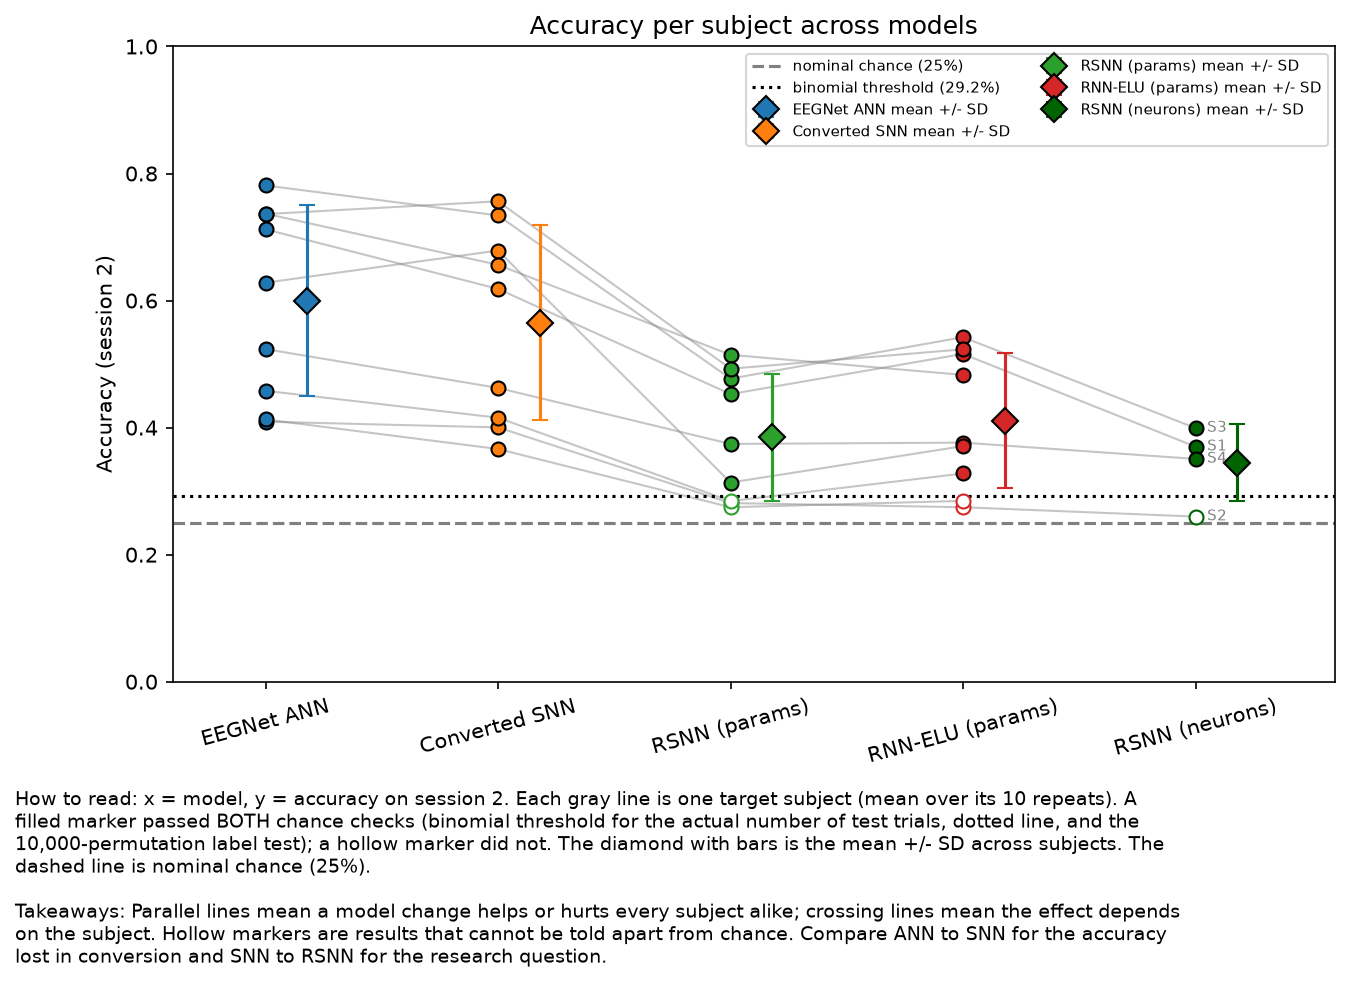 Accuracy per subject across models
nominal chance (25%)
binomial threshold (29.2%)
EEGNet ANN mean +/- SD
Converted SNN mean +/- SD
RSNN (params) mean +/- SD
RNN-ELU (params) mean +/- SD
RSNN (neurons) mean +/- SD
Accuracy (session 2)
1.0
0.8
0.6
0.4
0.2
0.0
S3
S1
S4
S2
EEGNet ANN
Converted SNN
RSNN (params)
RNN-ELU (params)
RSNN (neurons)
How to read: x = model, y = accuracy on session 2. Each gray line is one target subject (mean over its 10 repeats). A
filled marker passed BOTH chance checks (binomial threshold for the actual number of test trials, dotted line, and the
10,000-permutation label test); a hollow marker did not. The diamond with bars is the mean +/- SD across subjects. The
dashed line is nominal chance (25%).
Takeaways: Parallel lines mean a model change helps or hurts every subject alike; crossing lines mean the effect depends
on the subject. Hollow markers are results that cannot be told apart from chance. Compare ANN to SNN for the accuracy
lost in conversion and SNN to RSNN for the research question.